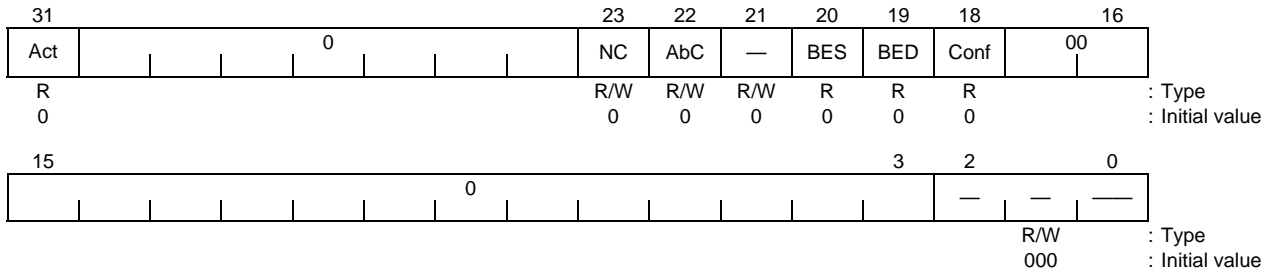 31 23 22 21 20 19 18 16
Act 0 NC AbC — BES BED Conf 00
R R/W R/W R/W R R R : Type
0 0 0 0 0 0 0 : Initial value
15 3 2 0
0 — — ——
R/W : Type
000 : Initial value